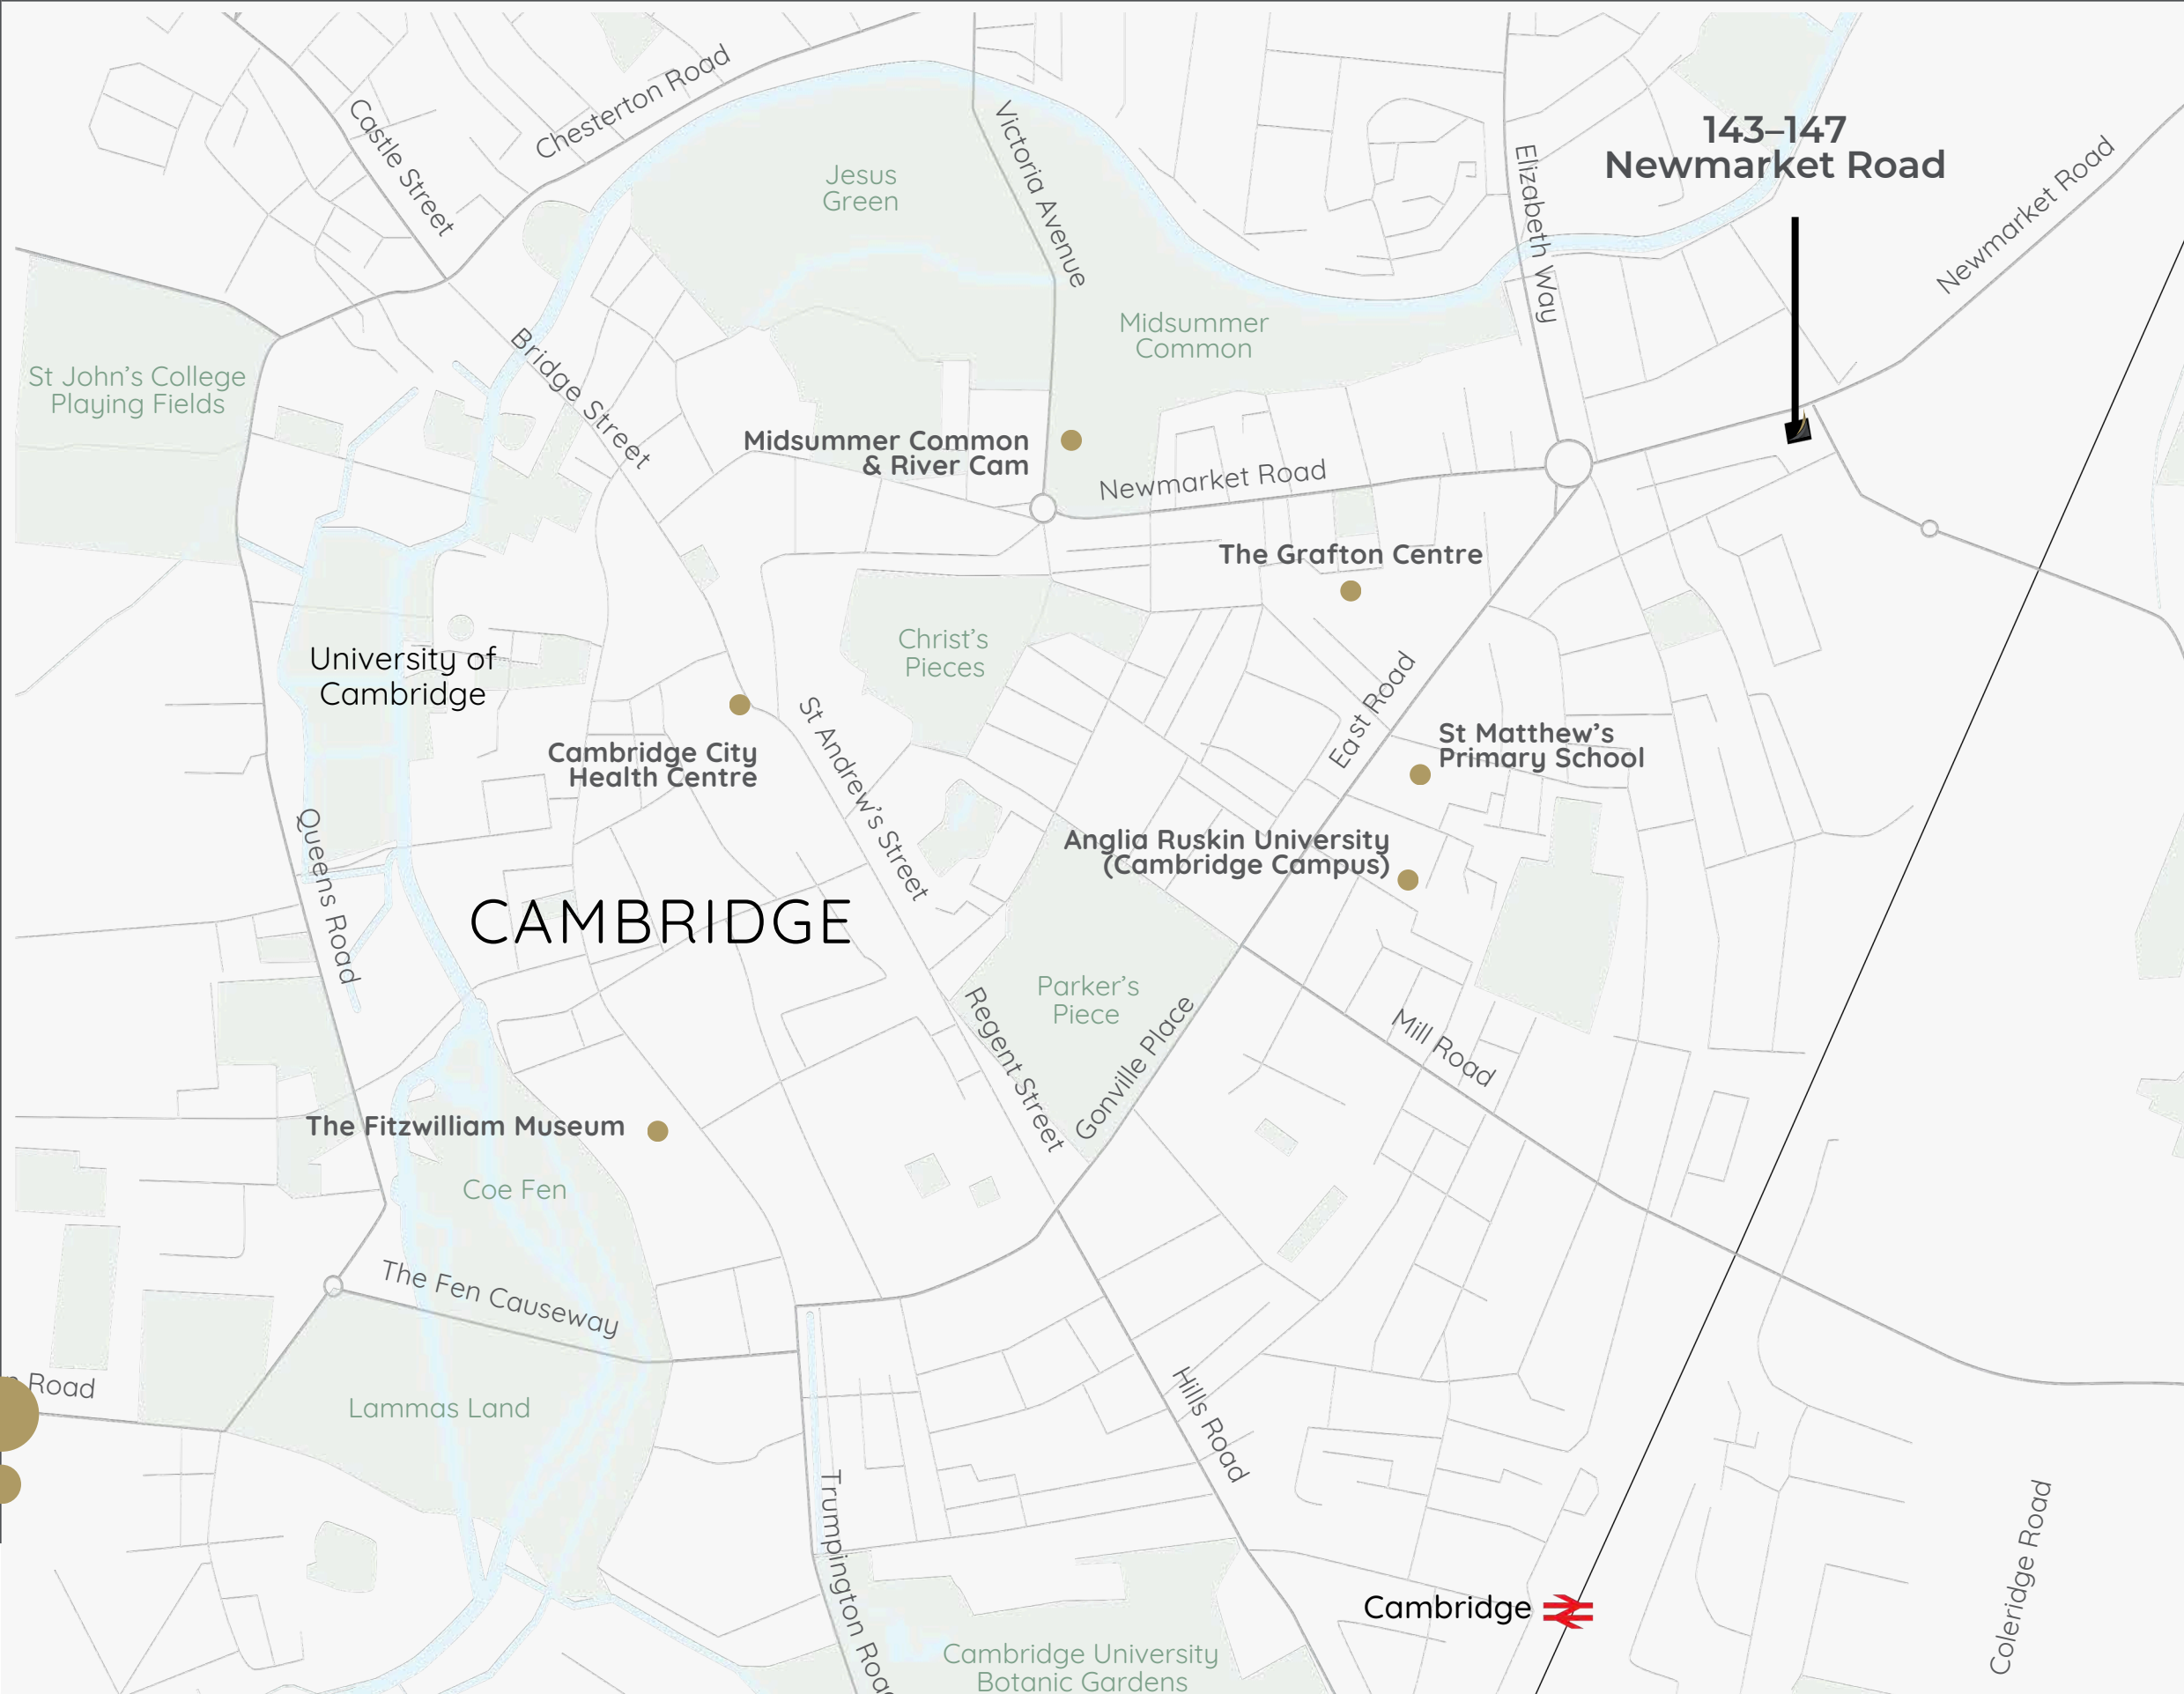 Chesterton Road
Castle Street
Victoria Avenue
Elizabeth Way
143–147
Newmarket Road
Newmarket Road
Jesus
Green
Midsummer
Common
St John’s College
Playing Fields
Bridge Street
Midsummer Common
& River Cam
Newmarket Road
The Grafton Centre
Christ’s
Pieces
University of
Cambridge
East Road
St Matthew’s
Primary School
Cambridge City
Health Centre
St Andrew’s Street
Queens Road
Anglia Ruskin University
(Cambridge Campus)
CAMBRIDGE
Parker’s
Piece
Regent Street
Gonville Place
Mill Road
The Fitzwilliam Museum
Coe Fen
The Fen Causeway
Road
Lammas Land
Hills Road
Trumpington Road
Coleridge Road
Cambridge
Cambridge University
Botanic Gardens